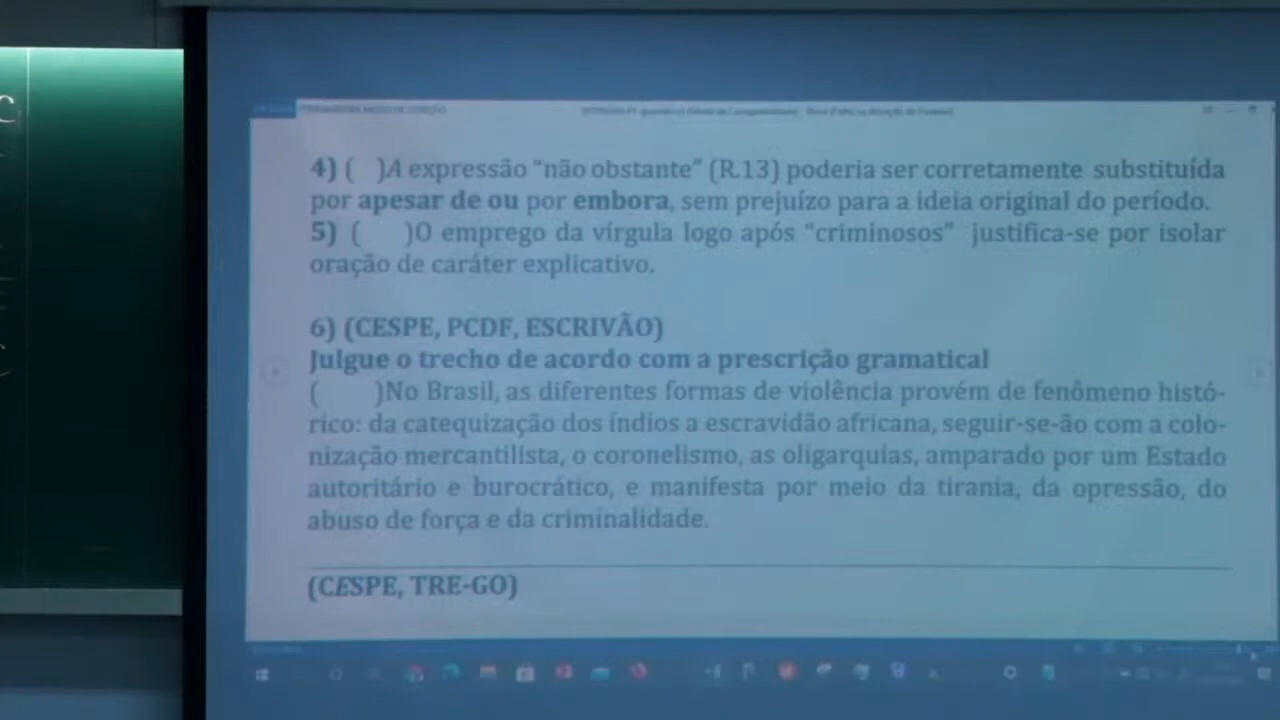 4) ( )A expressão “não obstante” (R.13) poderia ser corretamente substituída
por apesar de ou por embora, sem prejuízo para a ideia original do período.
5) ( )O emprego da vírgula logo após “criminosos” justifica-se por isolar
oração de caráter explicativo.
6) (CESPE, PCDF, ESCRIVÃO)
Julgue o trecho de acordo com a prescrição gramatical
( )No Brasil, as diferentes formas de violência provém de fenômeno histó-
rico: da catequização dos índios a escravidão africana, seguir-se-ão com a colo-
nização mercantilista, o coronelismo, as oligarquias, amparado por um Estado
autoritário e burocrático, e manifesta por meio da tirania, da opressão, do
abuso de força e da criminalidade.
(CESPE, TRE-GO)